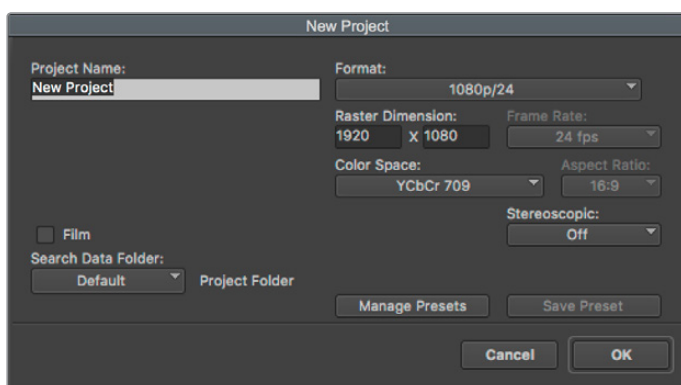 New Project
Project Name:
New Project
Format:
1080p/24
Raster Dimension:
1920 x 1080
Frame Rate:
24 fps
Color Space:
YCbCr 709
Aspect Ratio:
16:9
Stereoscopic:
Off
Film
Search Data Folder:
Default
Project Folder
Manage Presets
Save Preset
Cancel
OK